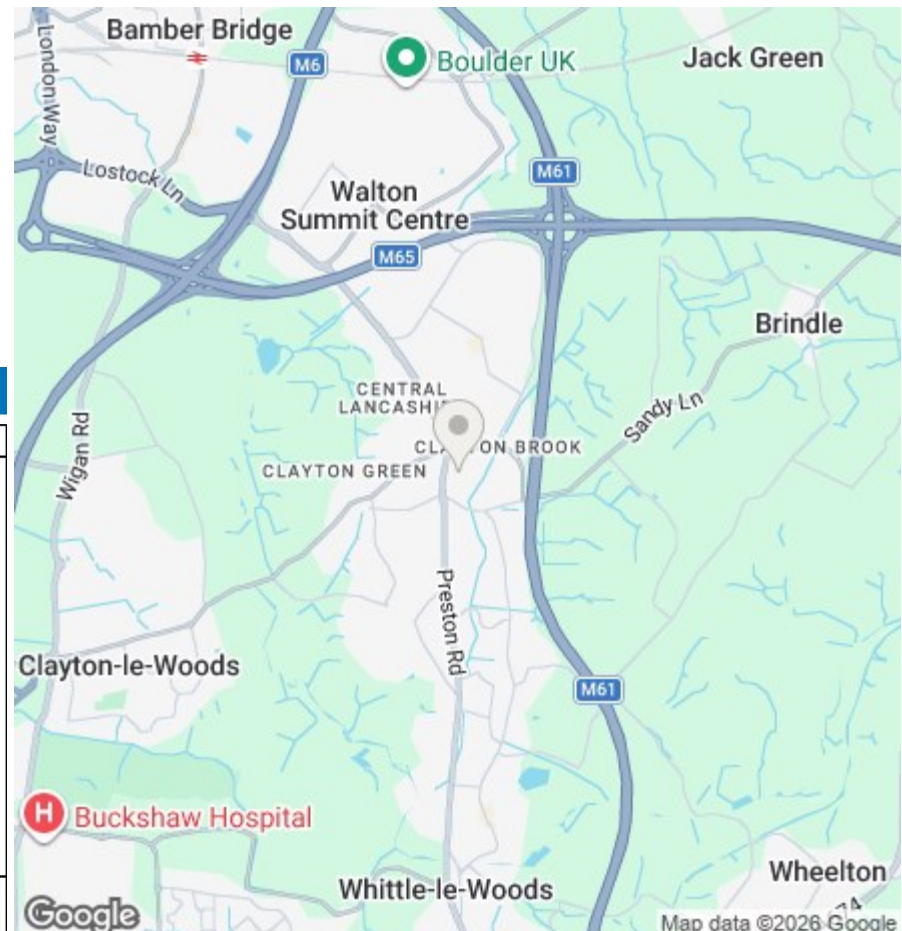 Bamber Bridge
London Way
M6
Boulder UK
Jack Green
Lostock Ln
Walton
Summit Centre
M61
M65
Brindle
CENTRAL
Sandy Ln
Wigan Rd
CLAYTON GREEN
Preston Rd
Clayton-le-Woods
M61
H
Buckshaw Hospital
Whittle-le-Woods
Wheelton
74
Google
Map data ©2026 Google